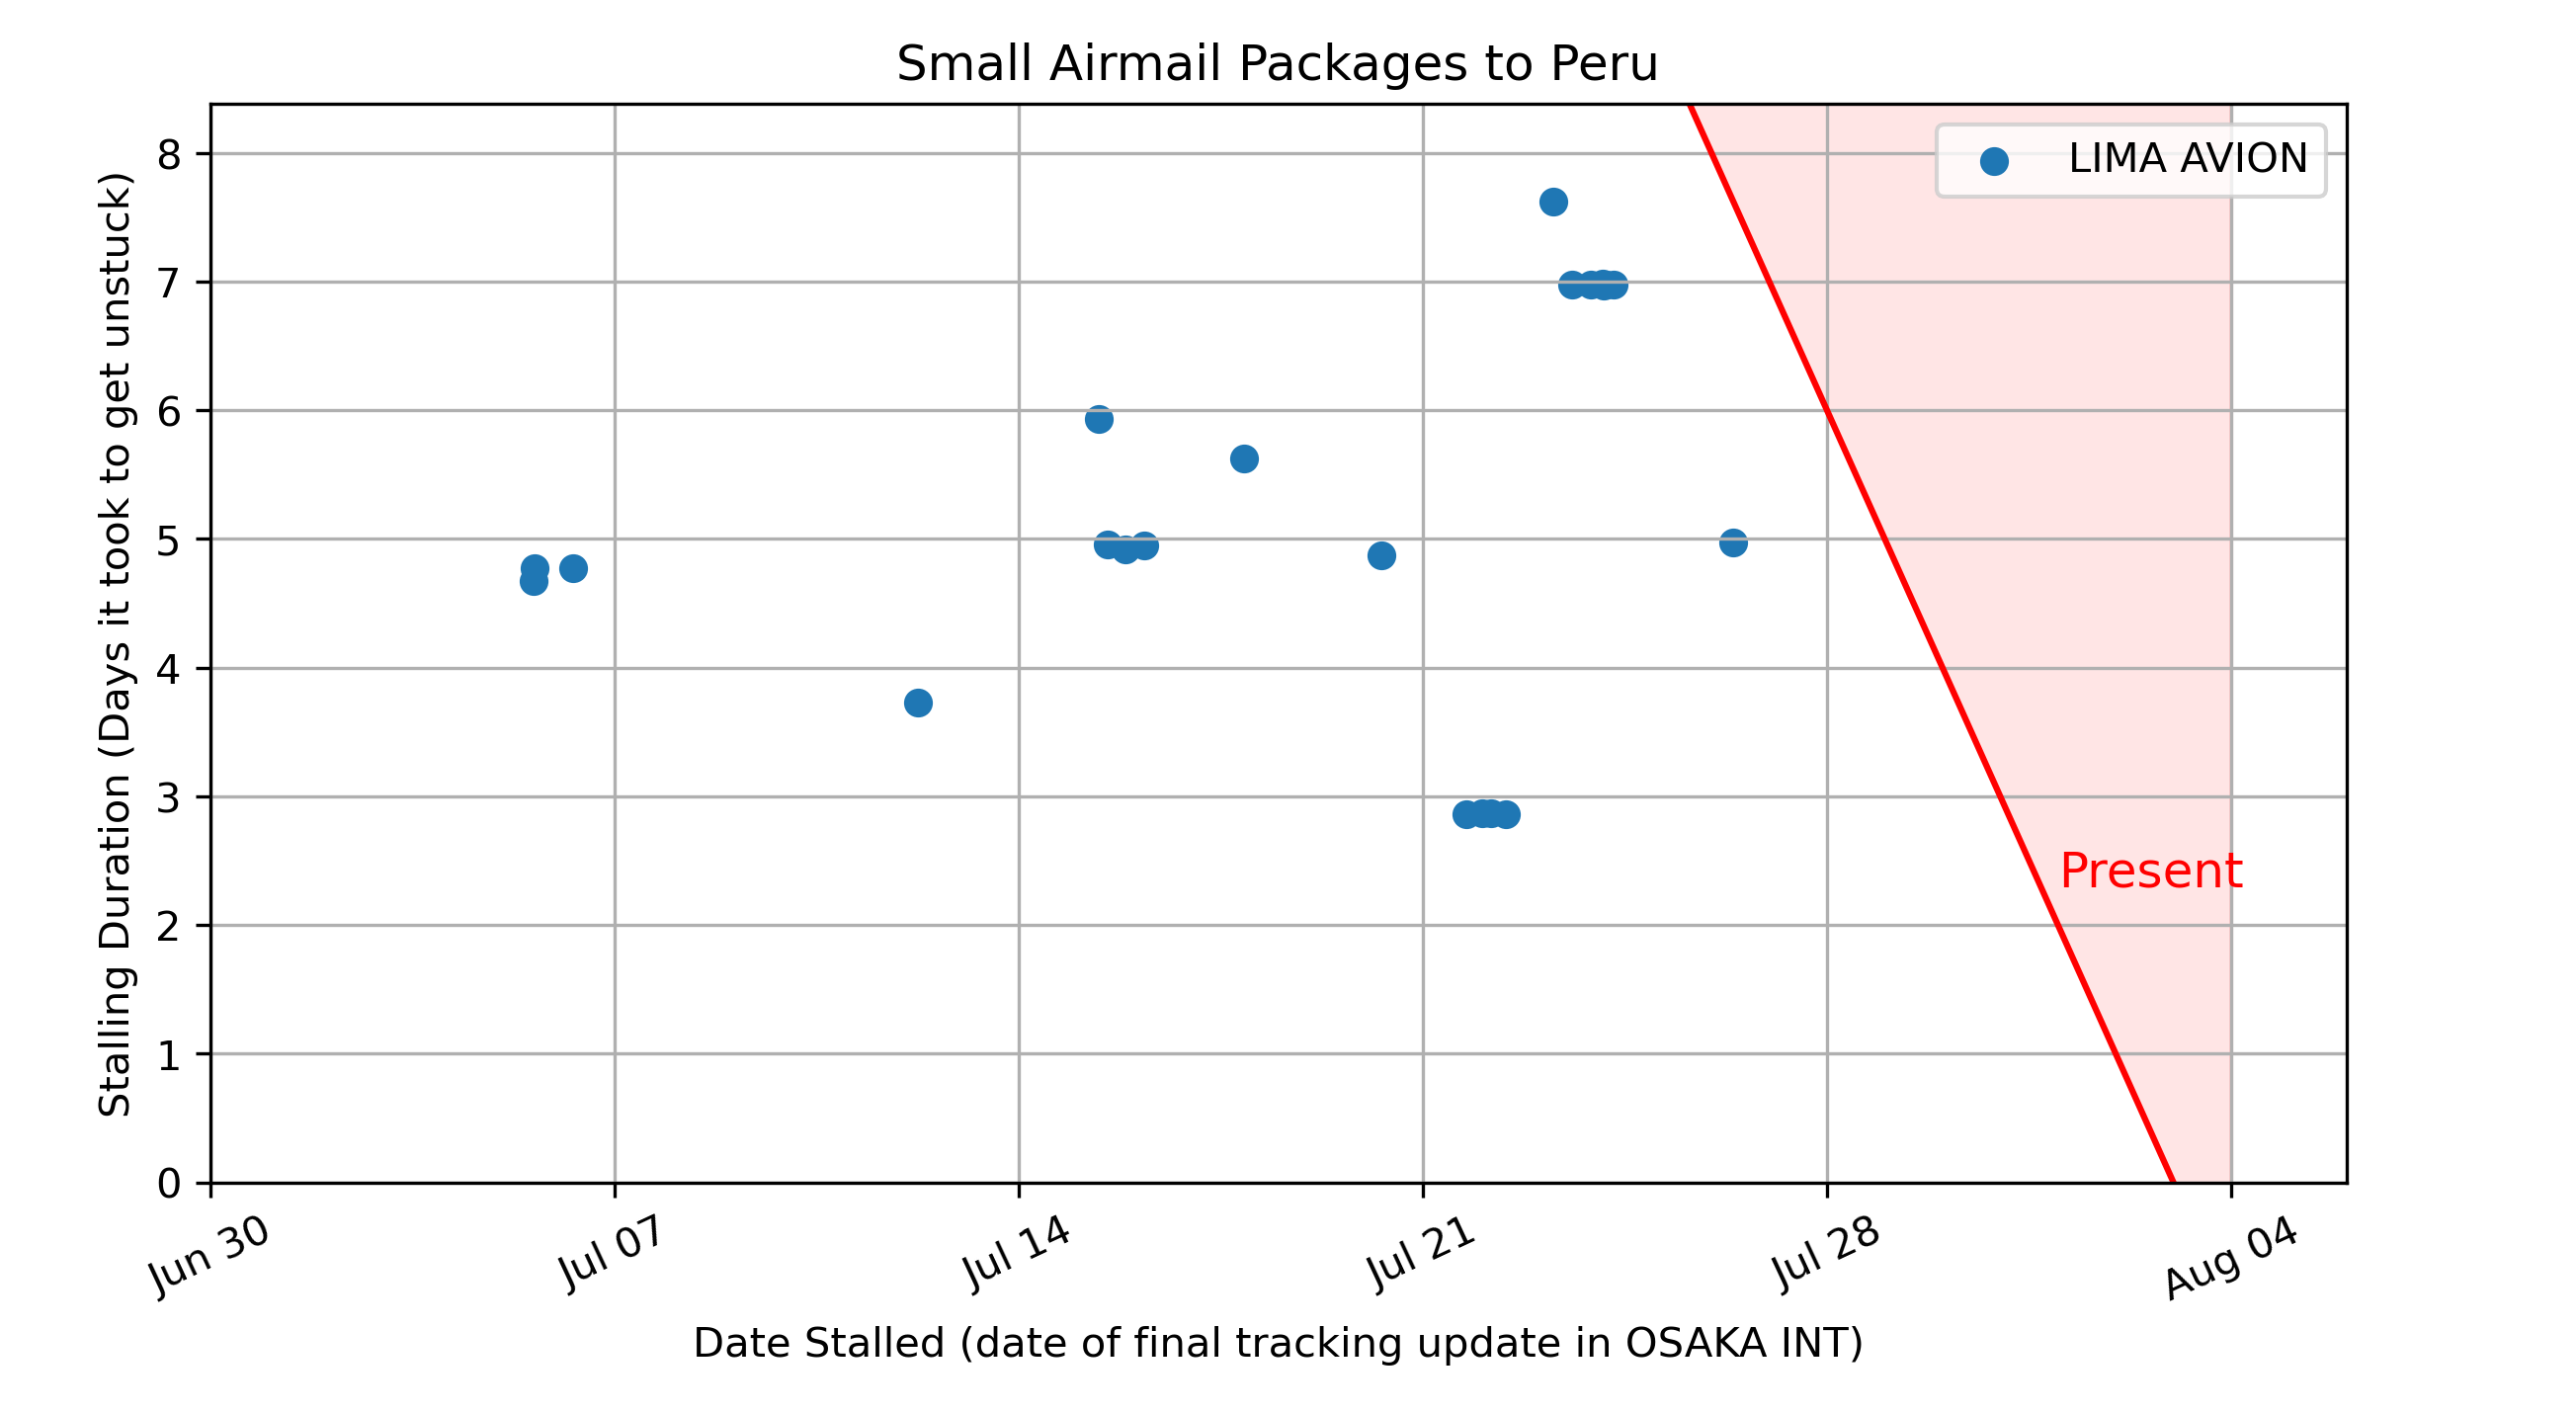 Small Airmail Packages to Peru
LIMA AVION
Stalling Duration (Days it took to get unstuck)
8
7
6
5
4
3
2
1
0
Present
Jun 30
Jul 07
Jul 14
Jul 21
Jul 28
Aug 04
Date Stalled (date of final tracking update in OSAKA INT)